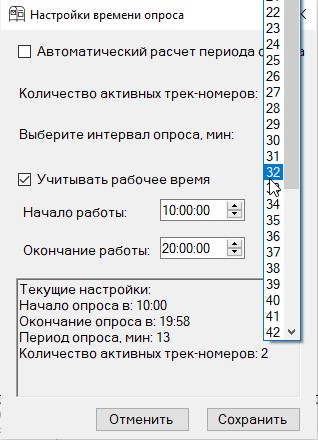 Настройки времени опроса
Автоматический расчет периода
Количество активных трек-номеров:
Выберите интервал опроса, мин:
Учитывать рабочее время
Начало работы: 10:00:00
Окончание работы: 20:00:00
Текущие настройки:
Начало опроса в: 10:00
Окончание опроса в: 19:58
Период опроса, мин: 13
Количество активных трек-номеров: 2
22
23
24
25
26
27
28
29
30
31
32
34
35
36
37
38
39
40
41
42
Отменить
Сохранить